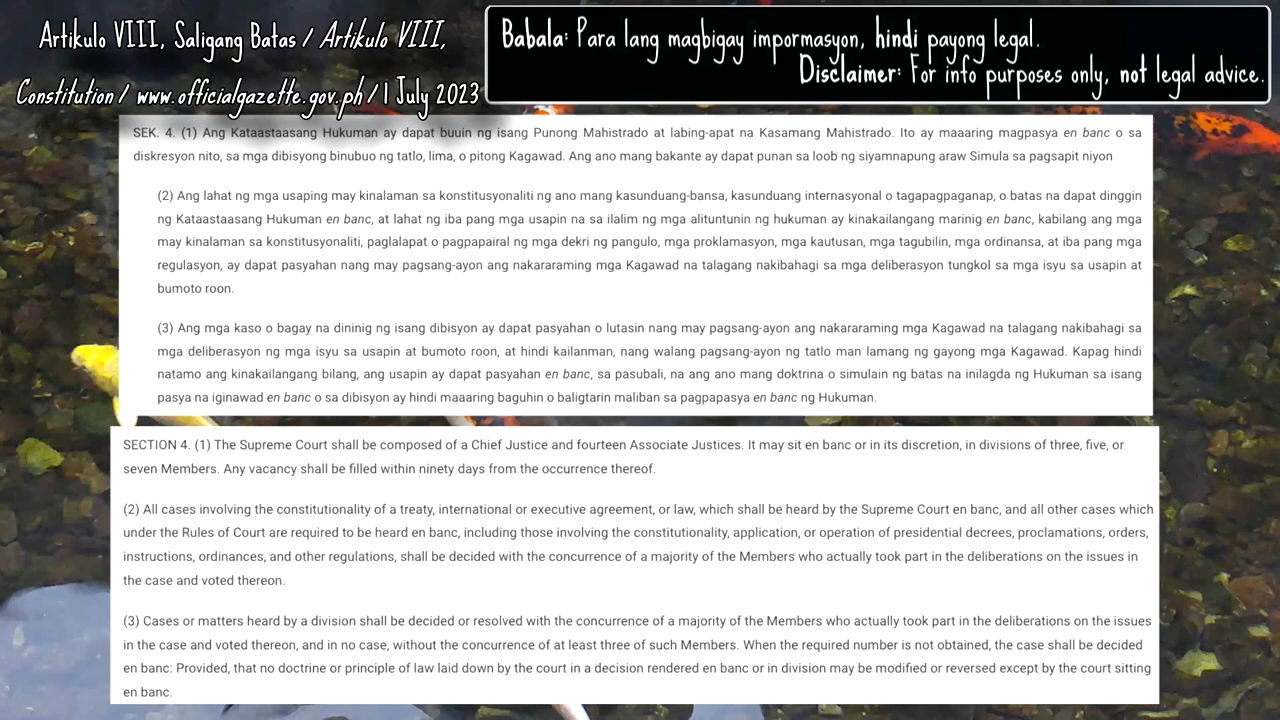 Artikulo VIII, Saligang Batas / Artikulo VIII,
Constitution / www.officialgazette.gov.ph / 1 July 2023
Babala: Para lang magbigay impormasyon, hindi payong legal.
Disclaimer: For info purposes only, not legal advice.
SEK. 4. (1) Ang Kataastaasang Hukuman ay dapat buuin ng isang Punong Mahistrado at labing-apat na Kasamang Mahistrado. Ito ay maaaring magpasya en banc o sa
diskresyon nito, sa mga dibisyong binubuo ng tatlo, lima, o pitong Kagawad. Ang ano mang bakante ay dapat punan sa loob ng siyamnapung araw Simula sa pagsapit niyon
(2) Ang lahat ng mga usaping may kinalaman sa konstitusyonaliti ng ano mang kasunduang-bansa, kasunduang internasyonal o tagapagpaganap, o batas na dapat dinggin
ng Kataastaasang Hukuman en banc, at lahat ng iba pang mga usapin na sa ilalim ng mga alituntunin ng hukuman ay kinakailangang marinig en banc, kabilang ang mga
may kinalaman sa konstitusyonaliti, paglalapat o pagpapairal ng mga dekri ng pangulo, mga proklamasyon, mga kautusan, mga tagubilin, mga ordinansa, at iba pang mga
regulasyon, ay dapat pasyahan nang may pagsang-ayon ang nakararaming mga Kagawad na talagang nakibahagi sa mga deliberasyon tungkol sa mga isyu sa usapin at
bumoto roon.
(3) Ang mga kaso o bagay na dininig ng isang dibisyon ay dapat pasyahan o lutasin nang may pagsang-ayon ang nakararaming mga Kagawad na talagang nakibahagi sa
mga deliberasyon ng mga isyu sa usapin at bumoto roon, at hindi kailanman, nang walang pagsang-ayon ng tatlo man lamang ng gayong mga Kagawad. Kapag hindi
natamo ang kinakailangang bilang, ang usapin ay dapat pasyahan en banc, sa pasubali, na ang ano mang doktrina o simulain ng batas na inilagda ng Hukuman sa isang
pasya na iginawad en banc o sa dibisyon ay hindi maaaring baguhin o baligtarin maliban sa pagpapasya en banc ng Hukuman.
SECTION 4. (1) The Supreme Court shall be composed of a Chief Justice and fourteen Associate Justices. It may sit en banc or in its discretion, in divisions of three, five, or
seven Members. Any vacancy shall be filled within ninety days from the occurrence thereof.
(2) All cases involving the constitutionality of a treaty, international or executive agreement, or law, which shall be heard by the Supreme Court en banc, and all other cases which
under the Rules of Court are required to be heard en banc, including those involving the constitutionality, application, or operation of presidential decrees, proclamations, orders,
instructions, ordinances, and other regulations, shall be decided with the concurrence of a majority of the Members who actually took part in the deliberations on the issues in
the case and voted thereon.
(3) Cases or matters heard by a division shall be decided or resolved with the concurrence of a majority of the Members who actually took part in the deliberations on the issues
in the case and voted thereon, and in no case, without the concurrence of at least three of such Members. When the required number is not obtained, the case shall be decided
en banc: Provided, that no doctrine or principle of law laid down by the court in a decision rendered en banc or in division may be modified or reversed except by the court sitting
en banc.